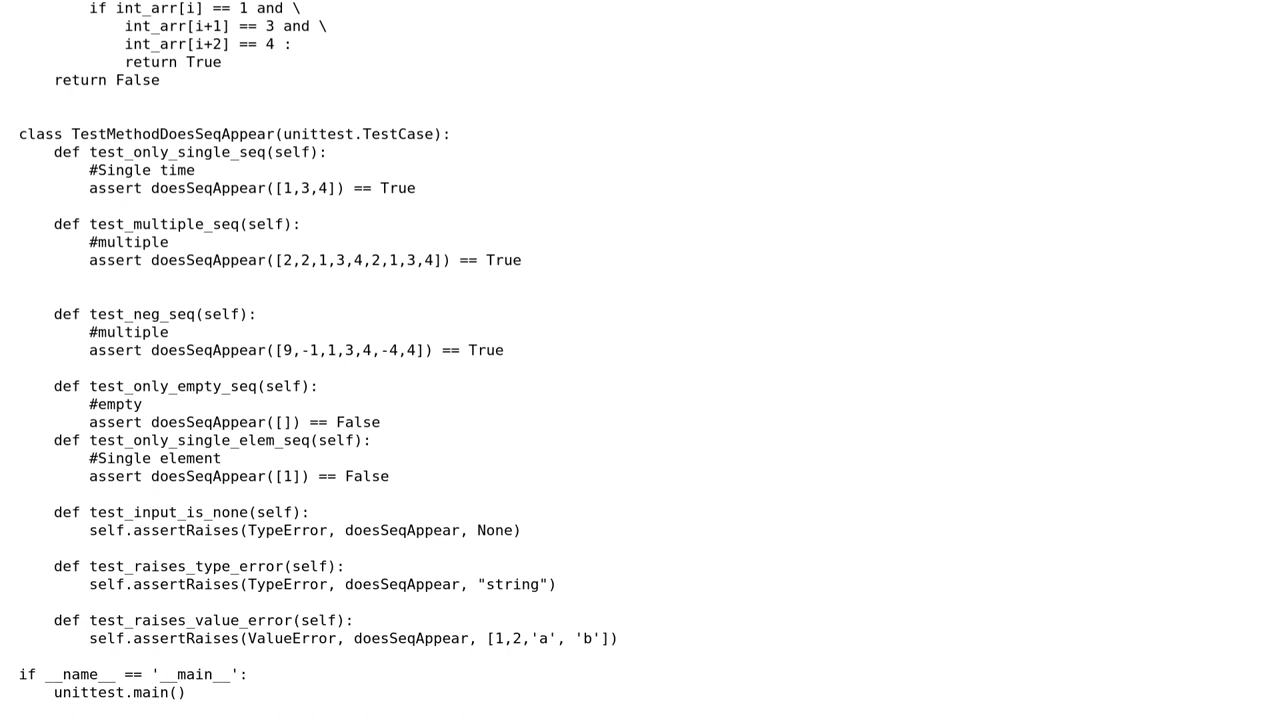 if int_arr[i] == 1 and \
            int_arr[i+1] == 3 and \
            int_arr[i+2] == 4 :
            return True
    return False


class TestMethodDoesSeqAppear(unittest.TestCase):
    def test_only_single_seq(self):
        #Single time
        assert doesSeqAppear([1,3,4]) == True

    def test_multiple_seq(self):
        #multiple
        assert doesSeqAppear([2,2,1,3,4,2,1,3,4]) == True


    def test_neg_seq(self):
        #multiple
        assert doesSeqAppear([9,-1,1,3,4,-4,4]) == True

    def test_only_empty_seq(self):
        #empty
        assert doesSeqAppear([]) == False
    def test_only_single_elem_seq(self):
        #Single element
        assert doesSeqAppear([1]) == False

    def test_input_is_none(self):
        self.assertRaises(TypeError, doesSeqAppear, None)

    def test_raises_type_error(self):
        self.assertRaises(TypeError, doesSeqAppear, "string")

    def test_raises_value_error(self):
        self.assertRaises(ValueError, doesSeqAppear, [1,2,'a', 'b'])

if __name__ == '__main__':
    unittest.main()